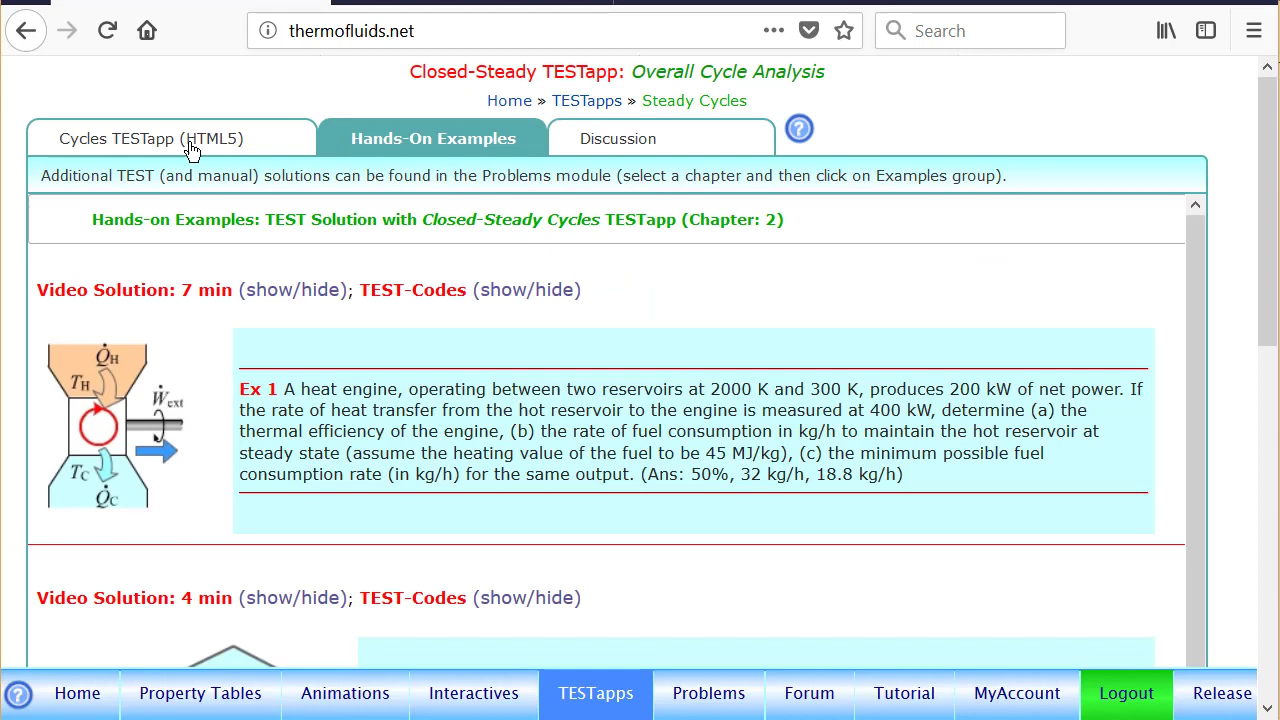 thermofluids.net
Search
Closed-Steady TESTapp: Overall Cycle Analysis
Home » TESTapps » Steady Cycles
Cycles TESTapp (HTML5)
Hands-On Examples
Discussion
?
Additional TEST (and manual) solutions can be found in the Problems module (select a chapter and then click on Examples group).
Hands-on Examples: TEST Solution with Closed-Steady Cycles TESTapp (Chapter: 2)
Video Solution: 7 min (show/hide); TEST-Codes (show/hide)
Q̇H
TH
Ẇext
TC
Q̇C
Ex 1 A heat engine, operating between two reservoirs at 2000 K and 300 K, produces 200 kW of net power. If
the rate of heat transfer from the hot reservoir to the engine is measured at 400 kW, determine (a) the
thermal efficiency of the engine, (b) the rate of fuel consumption in kg/h to maintain the hot reservoir at
steady state (assume the heating value of the fuel to be 45 MJ/kg), (c) the minimum possible fuel
consumption rate (in kg/h) for the same output. (Ans: 50%, 32 kg/h, 18.8 kg/h)
Video Solution: 4 min (show/hide); TEST-Codes (show/hide)
?
Home
Property Tables
Animations
Interactives
TESTapps
Problems
Forum
Tutorial
MyAccount
Logout
Release